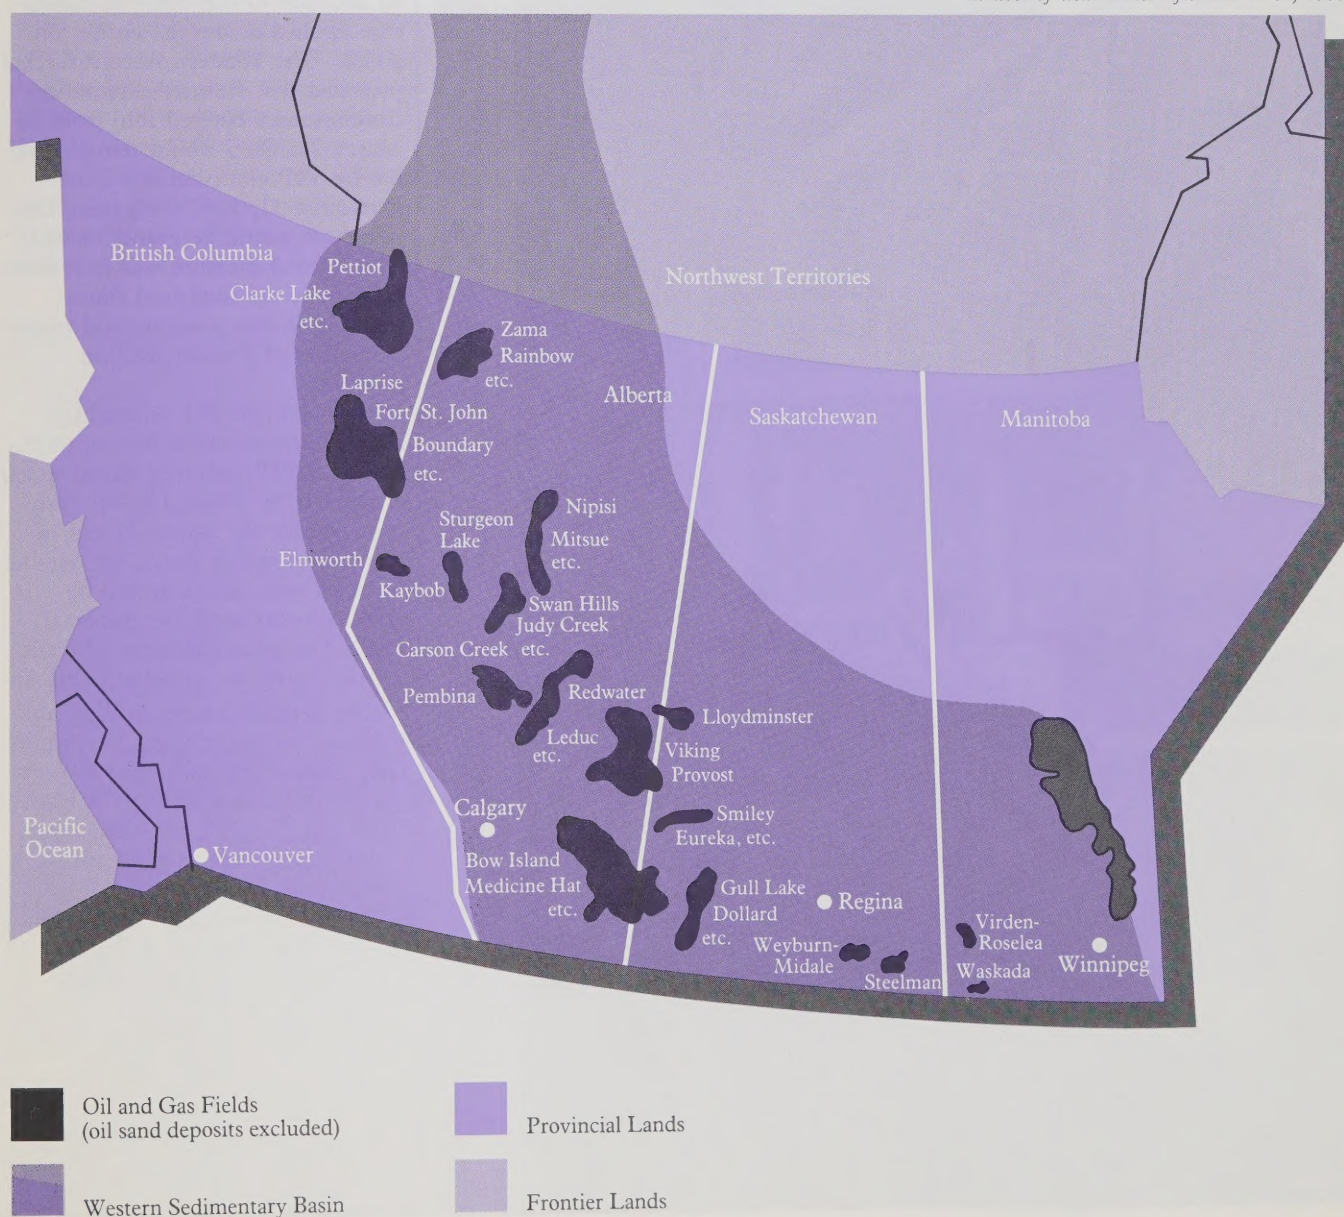 British Columbia
Pettiot
Clarke Lake
etc.
Northwest Territories
Zama
Rainbow
etc.
Laprise
Fort St. John
Boundary
etc.
Alberta
Saskatchewan
Manitoba
Nipisi
Mitsue
etc.
Sturgeon
Lake
Elmworth
Kaybob
Swan Hills
Judy Creek
etc.
Carson Creek
Pembina
Redwater
Leduc
etc.
Lloydminster
Viking
Provost
Calgary
Smiley
Eureka, etc.
Pacific
Ocean
Vancouver
Bow Island
Medicine Hat
etc.
Gull Lake
Dollard
etc.
Regina
Weyburn-
Midale
Steelman
Virden-
Roselea
Waskada
Winnipeg
Oil and Gas Fields
(oil sand deposits excluded)
Western Sedimentary Basin
Provincial Lands
Frontier Lands